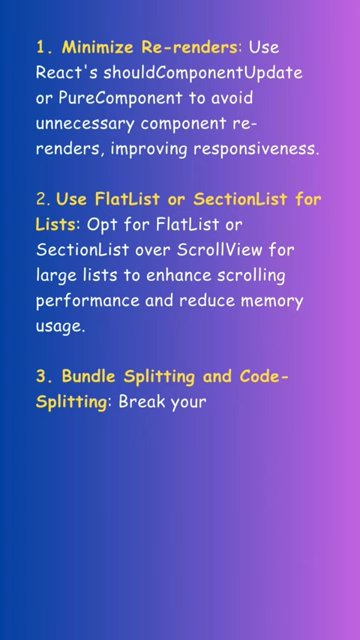 1. Minimize Re-renders: Use
React's shouldComponentUpdate
or PureComponent to avoid
unnecessary component re-
renders, improving responsiveness.
2. Use FlatList or SectionList for
Lists: Opt for FlatList or
SectionList over ScrollView for
large lists to enhance scrolling
performance and reduce memory
usage.
3. Bundle Splitting and Code-
Splitting: Break your